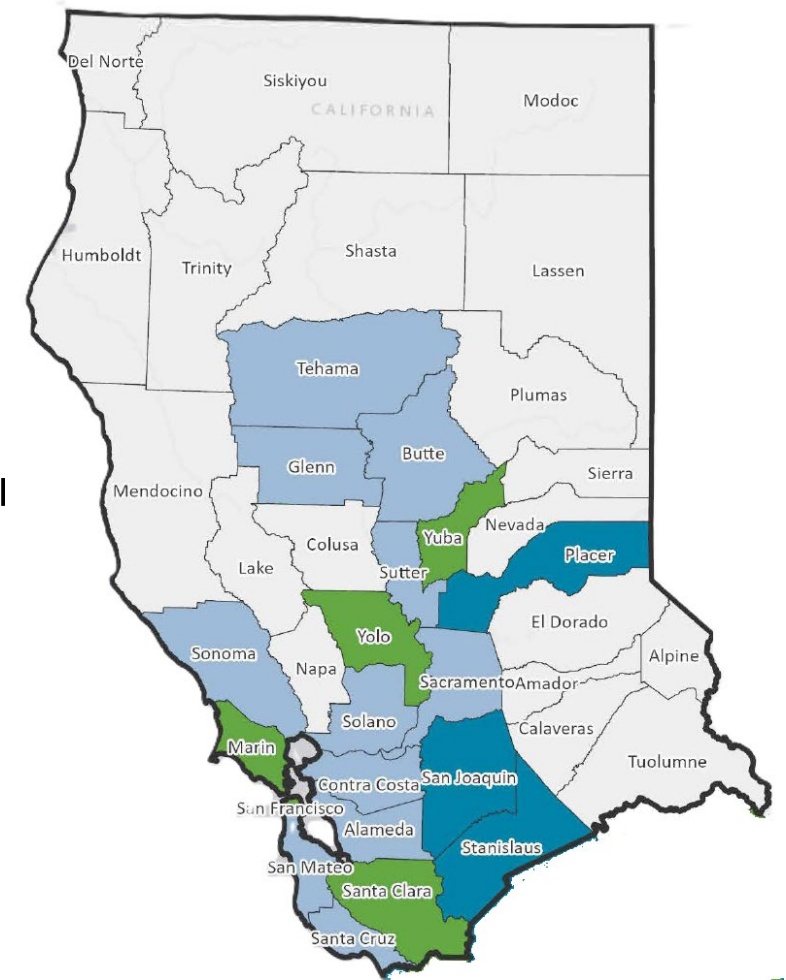 Del Norte
Siskiyou
Modoc
CALIFORNIA
Humboldt
Trinity
Shasta
Lassen
Tehama
Plumas
Glenn
Butte
Sierra
Mendocino
Nevada
Yuba
Colusa
Placer
Lake
Sutter
El Dorado
Yolo
Sonoma
Alpine
Napa
Sacramento
Amador
Solano
Calaveras
Marin
Tuolumne
San Joaquin
Contra Costa
San Francisco
Alameda
Stanislaus
San Mateo
Santa Clara
Santa Cruz